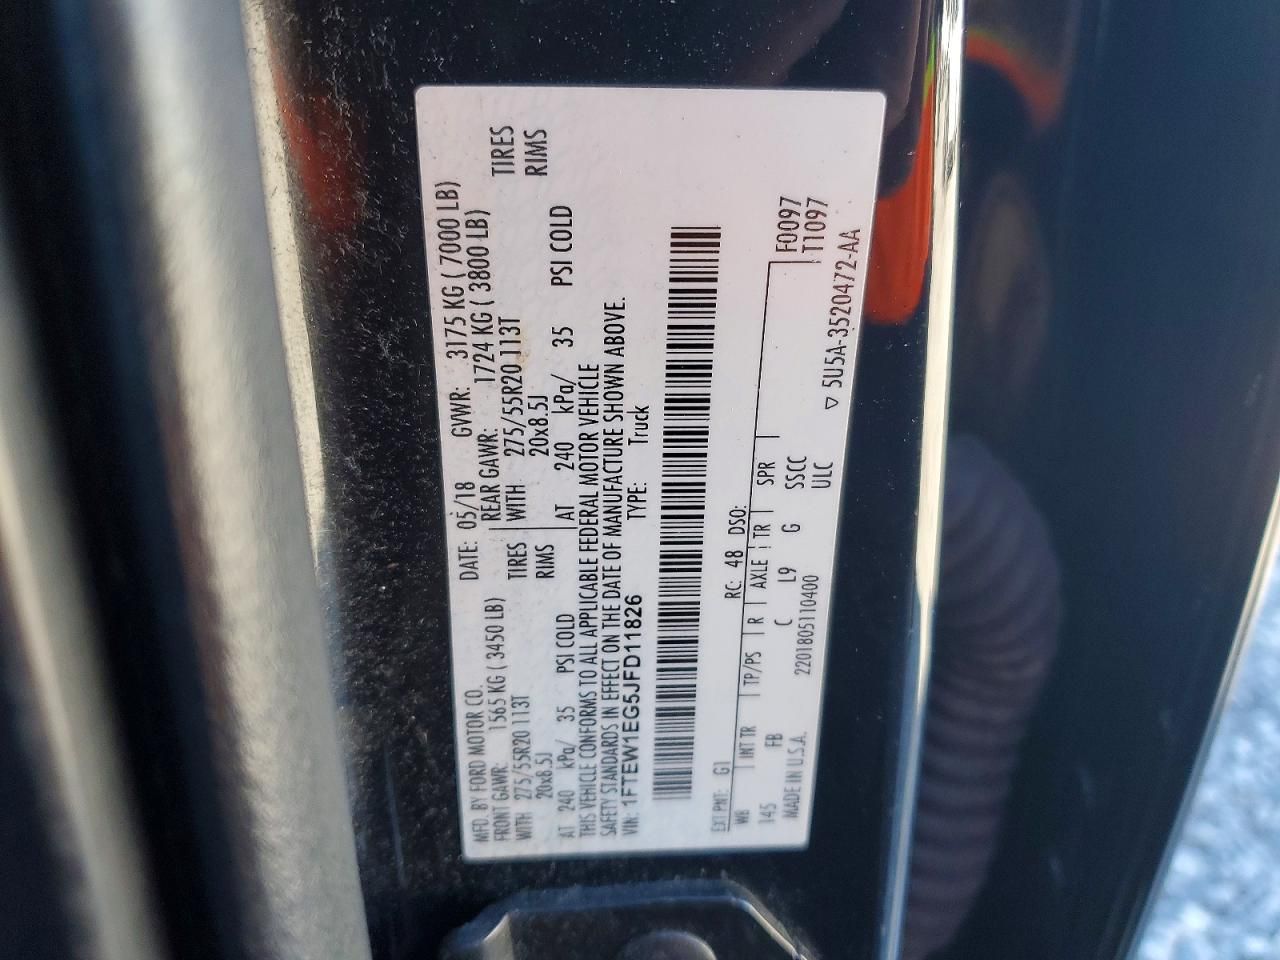 MFD. BY FORD MOTOR CO.
DATE: 05/18 GVWR: 3175 KG ( 7000 LB)
FRONT GAWR: 1565 KG ( 3450 LB) REAR GAWR: 1724 KG ( 3800 LB)
WITH 275/55R20 113T TIRES WITH 275/55R20 113T TIRES
20x8.5J RIMS 20x8.5J RIMS
AT 240 kPa/ 35 PSI COLD AT 240 kPa/ 35 PSI COLD
THIS VEHICLE CONFORMS TO ALL APPLICABLE FEDERAL MOTOR VEHICLE
SAFETY STANDARDS IN EFFECT ON THE DATE OF MANUFACTURE SHOWN ABOVE.
VIN: 1FTEW1EG5JFD11826 TYPE: Truck
EXT PNT: G1 RC: 48 DSO: F0097
WB INT TR TP/PS R AXLE TR SPR T1097
145 FB C L9 G SSCC
MADE IN U.S.A. 2201805110400 ULC
▽ 5U5A-3520472-AA